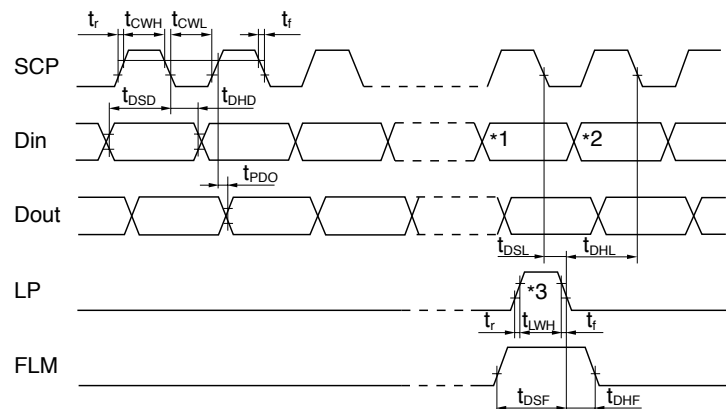 tr tCWH tCWL tf
SCP
tDSD tDHD
Din *1 *2
tPDO
Dout
tDSL tDHL
LP *3
tr tLWH tf
FLM
tDSF tDHF